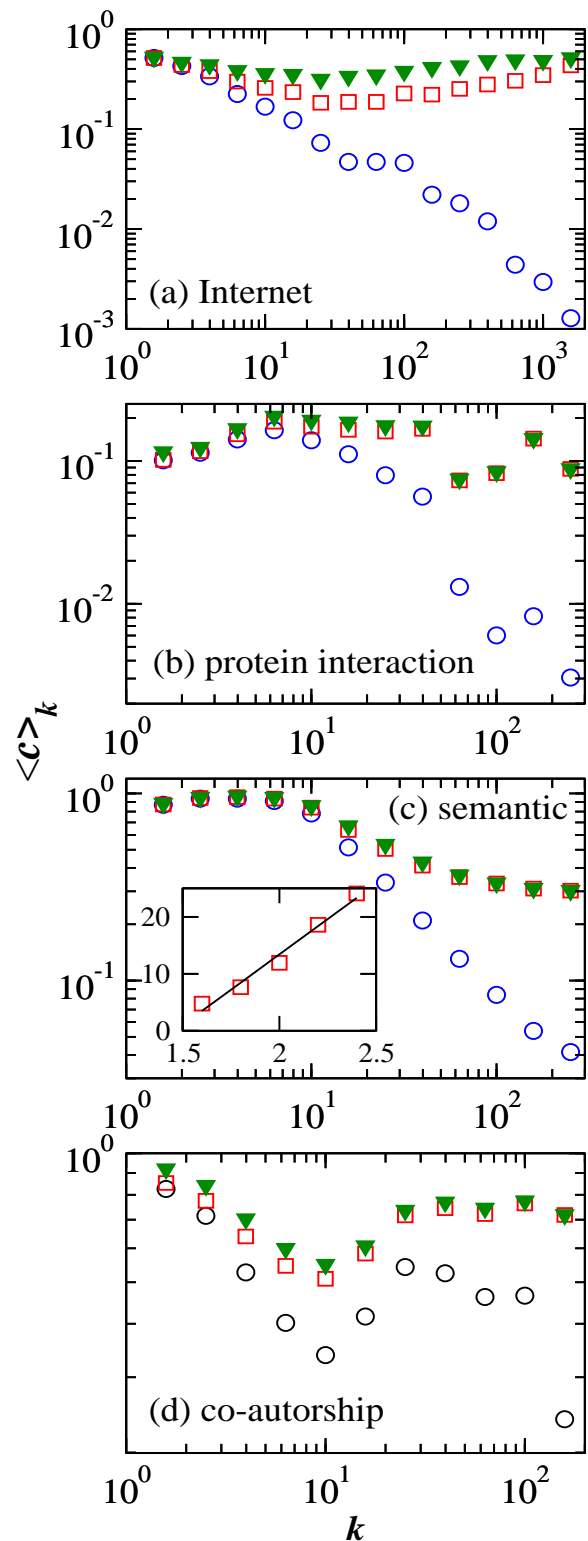 10^0
10^-1
10^-2
10^-3
(a) Internet
10^0 10^1 10^2 10^3
10^-1
10^-2
(b) protein interaction
10^0 10^1 10^2
<c>_k
10^0
(c) semantic
20
10
0
1.5 2 2.5
10^-1
10^0 10^1 10^2
10^0
(d) co-autorship
10^0 10^1 10^2
k